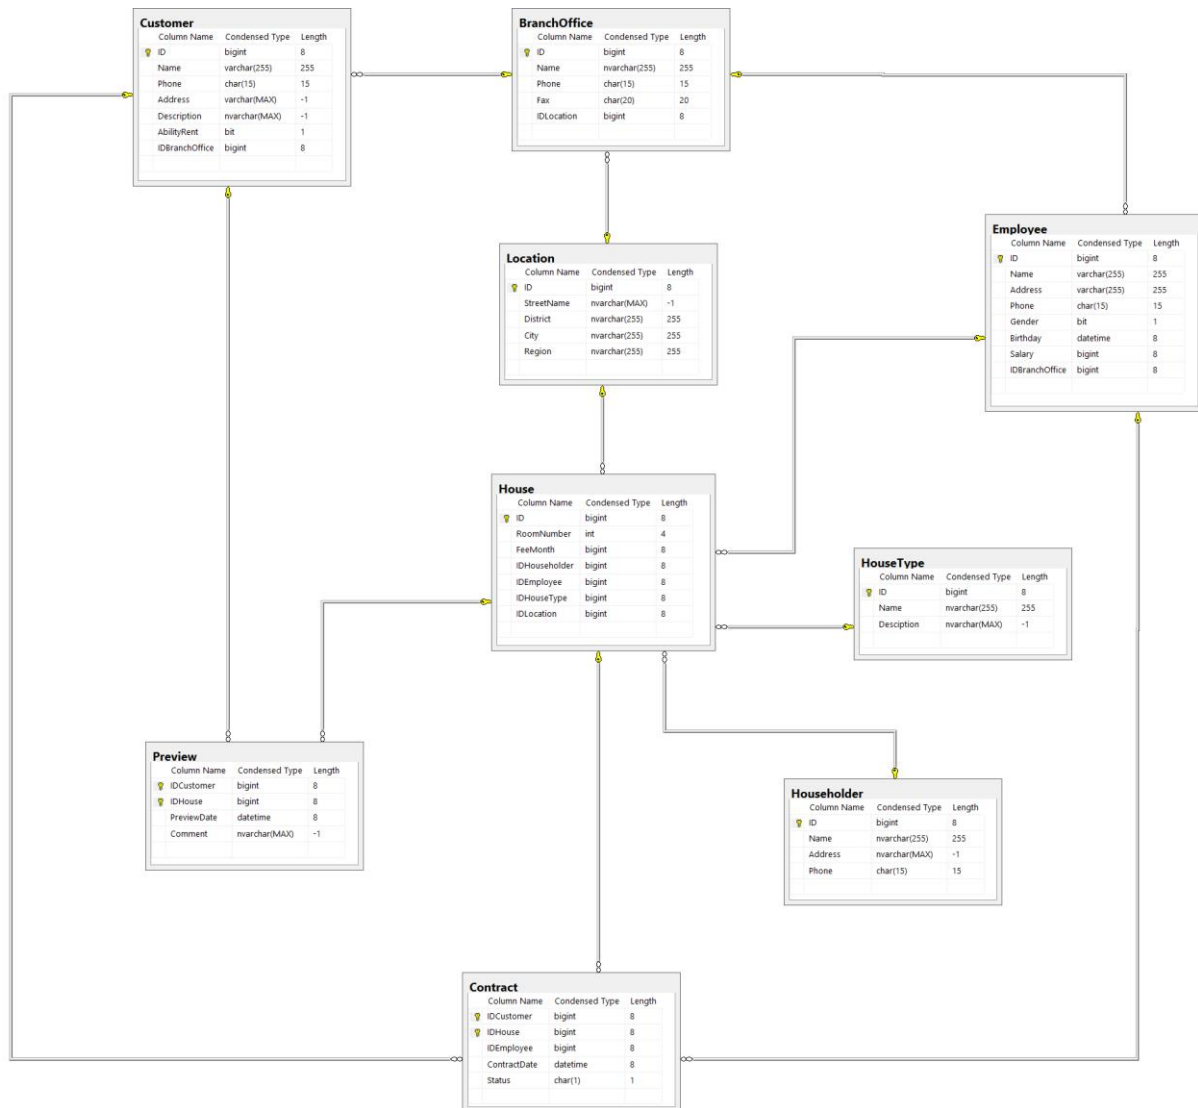 Customer
Column Name Condensed Type Length
ID bigint 8
Name varchar(255) 255
Phone char(15) 15
Address varchar(MAX) -1
Description nvarchar(MAX) -1
AbilityRent bit 1
IDBranchOffice bigint 8
BranchOffice
Column Name Condensed Type Length
ID bigint 8
Name nvarchar(255) 255
Phone char(15) 15
Fax char(20) 20
IDLocation bigint 8
Employee
Column Name Condensed Type Length
ID bigint 8
Name varchar(255) 255
Address varchar(255) 255
Phone char(15) 15
Gender bit 1
Birthday datetime 8
Salary bigint 8
IDBranchOffice bigint 8
Location
Column Name Condensed Type Length
ID bigint 8
StreetName nvarchar(MAX) -1
District nvarchar(255) 255
City nvarchar(255) 255
Region nvarchar(255) 255
House
Column Name Condensed Type Length
ID bigint 8
RoomNumber int 4
FeeMonth bigint 8
IDHouseholder bigint 8
IDEmployee bigint 8
IDHouseType bigint 8
IDLocation bigint 8
HouseType
Column Name Condensed Type Length
ID bigint 8
Name nvarchar(255) 255
Desciption nvarchar(MAX) -1
Preview
Column Name Condensed Type Length
IDCustomer bigint 8
IDHouse bigint 8
PreviewDate datetime 8
Comment nvarchar(MAX) -1
Householder
Column Name Condensed Type Length
ID bigint 8
Name nvarchar(255) 255
Address nvarchar(MAX) -1
Phone char(15) 15
Contract
Column Name Condensed Type Length
IDCustomer bigint 8
IDHouse bigint 8
IDEmployee bigint 8
ContractDate datetime 8
Status char(1) 1